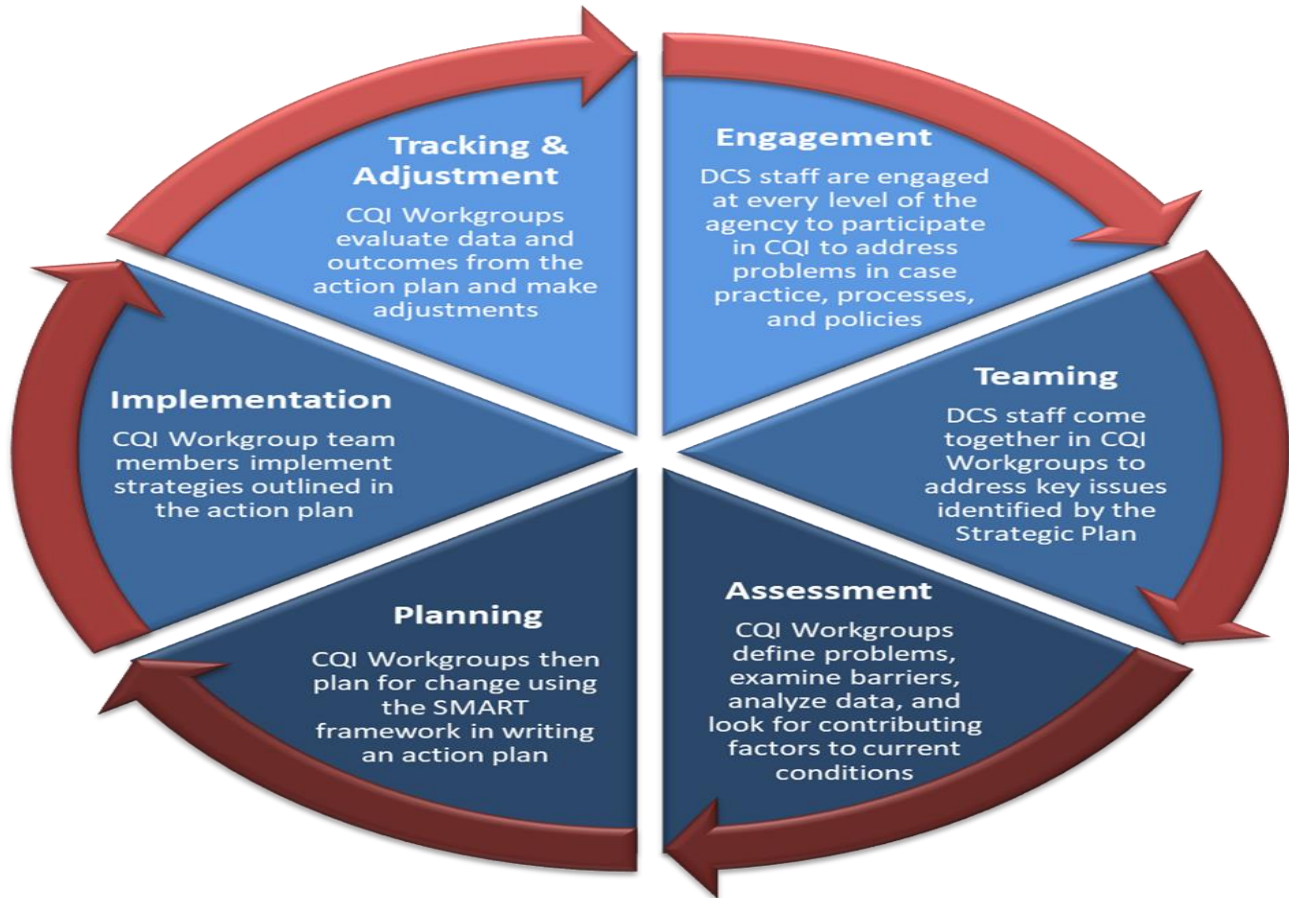 Engagement
DCS staff are engaged
at every level of the
agency to participate
in CQI to address
problems in case
practice, processes,
and policies
Teaming
DCS staff come
together in CQI
Workgroups to
address key issues
identified by the
Strategic Plan
Assessment
CQI Workgroups
define problems,
examine barriers,
analyze data, and
look for contributing
factors to current
conditions
Planning
CQI Workgroups then
plan for change using
the SMART
framework in writing
an action plan
Implementation
CQI Workgroup team
members implement
strategies outlined in
the action plan
Tracking &
Adjustment
CQI Workgroups
evaluate data and
outcomes from the
action plan and make
adjustments